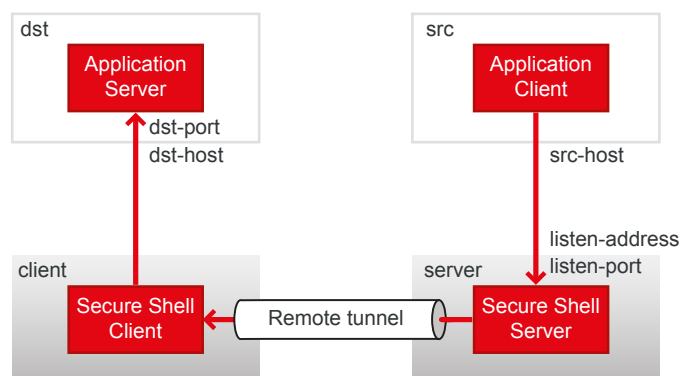 dst
Application
Server
dst-port
dst-host
src
Application
Client
src-host
listen-address
listen-port
client
Secure Shell
Client
Remote tunnel
server
Secure Shell
Server